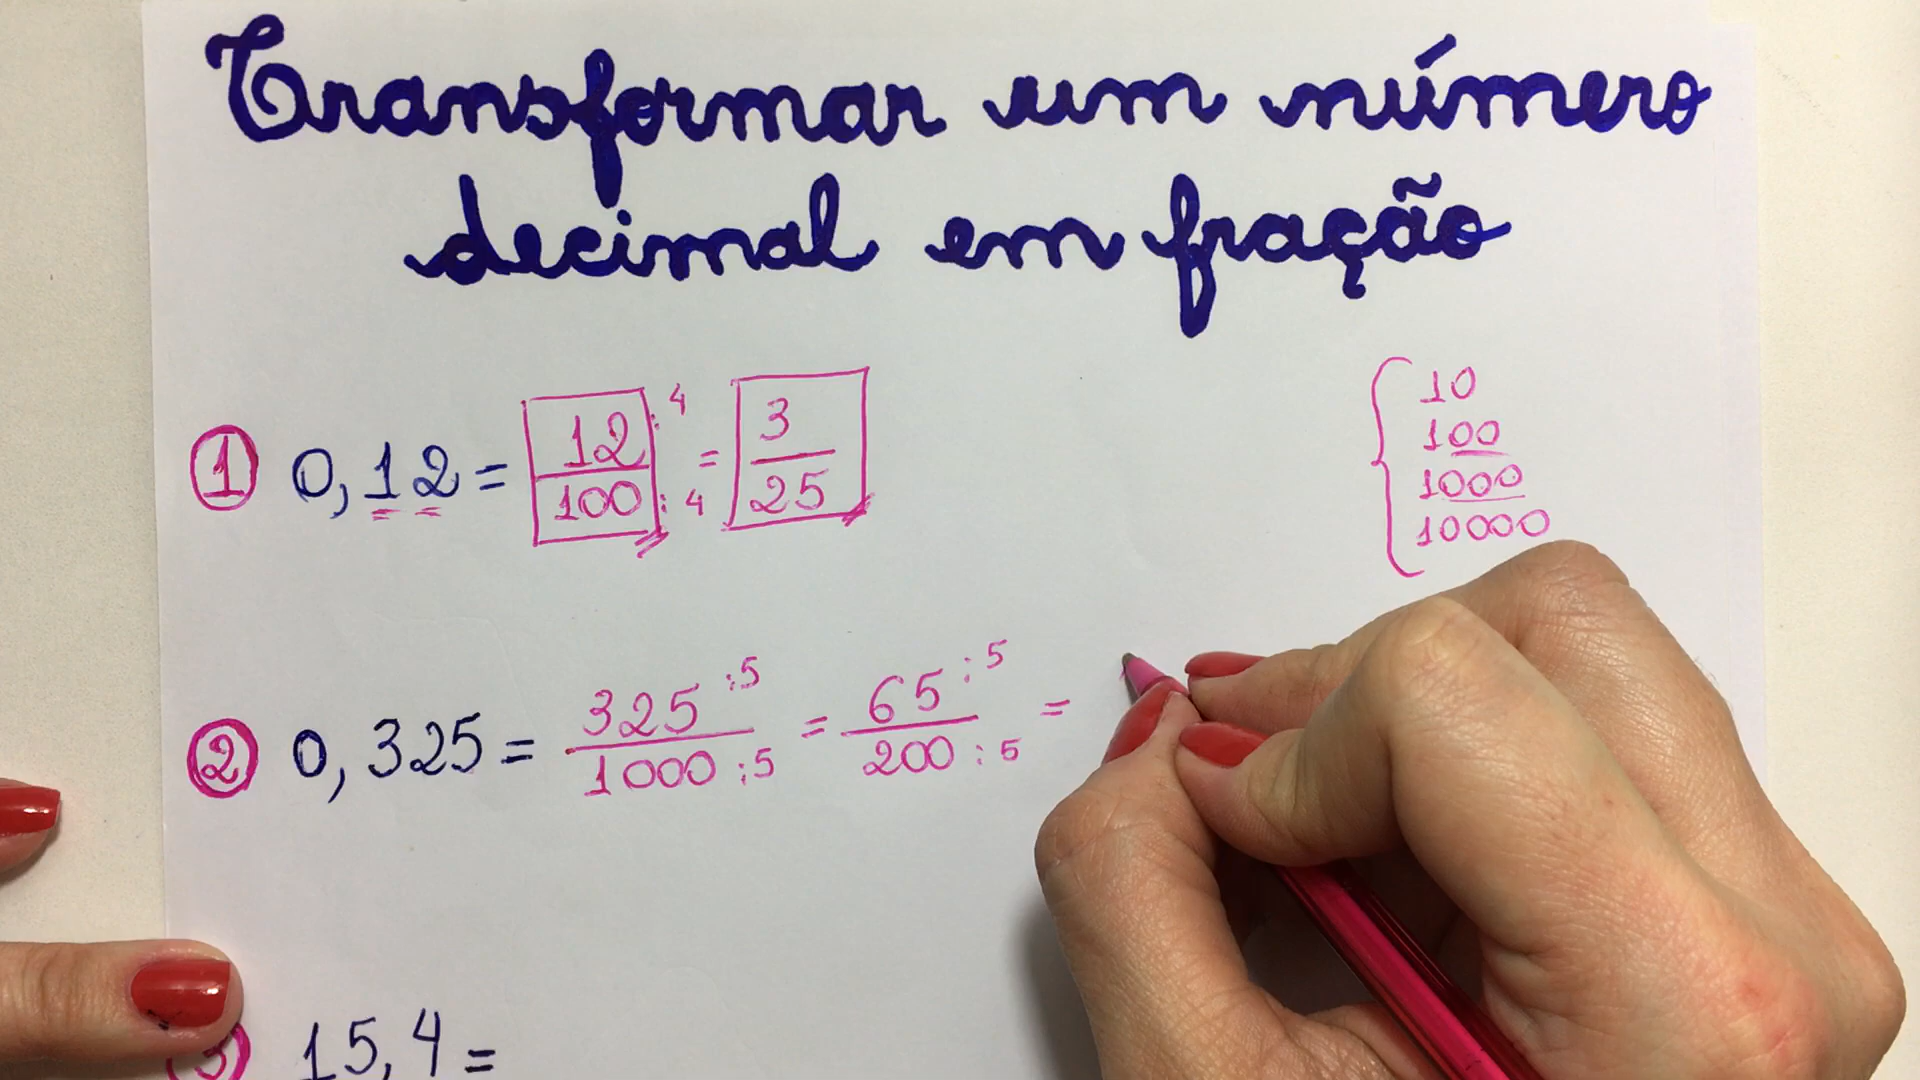 Transformar um número
decimal em fração
1 0,12 = 12/100 :4 :4 = 3/25
10
100
1000
10000
2 0,325 = 325/1000 :5 :5 = 65/200 :5 :5 =
3 15,4 =